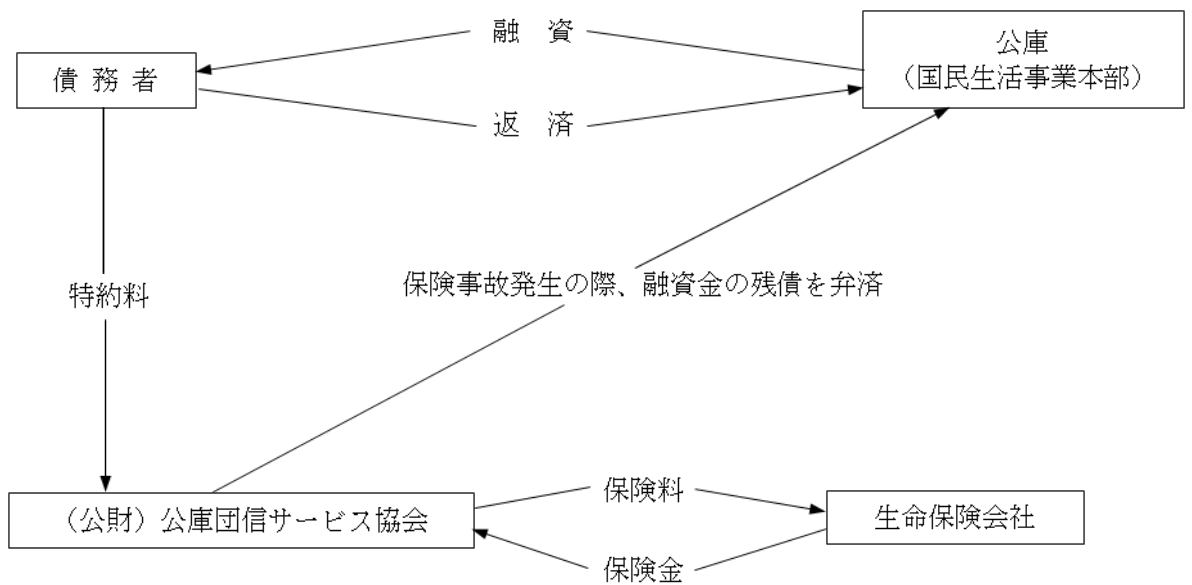 融　資
公庫
（国民生活事業本部）
債 務 者
返　済
保険事故発生の際、融資金の残債を弁済
特約料
保険料
（公財）公庫団信サービス協会
生命保険会社
保険金